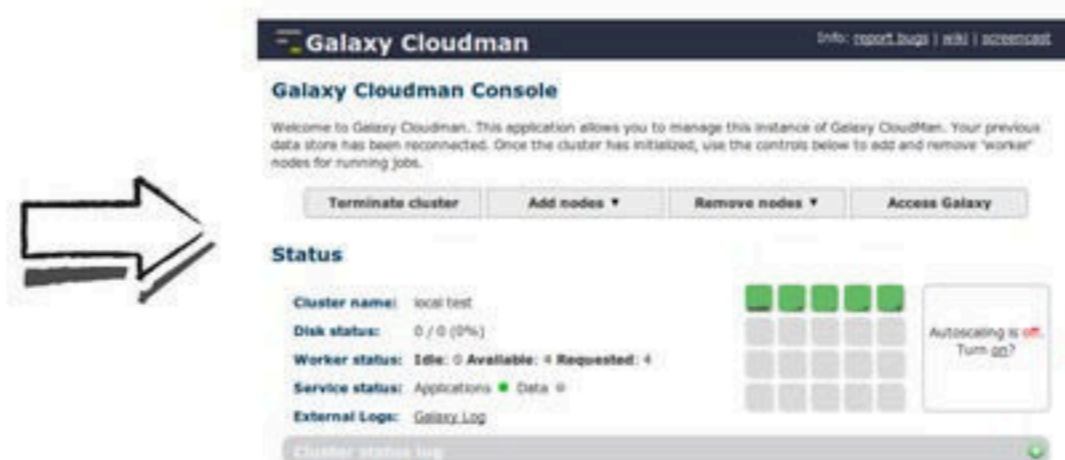 Galaxy Cloudman
Info: report bugs | wiki | screencast
Galaxy Cloudman Console
Welcome to Galaxy Cloudman. This application allows you to manage this instance of Galaxy CloudMan. Your previous
data store has been reconnected. Once the cluster has initialized, use the controls below to add and remove 'worker'
nodes for running jobs.
Terminate cluster
Add nodes ▼
Remove nodes ▼
Access Galaxy
Status
Cluster name: local test
Disk status: 0 / 0 (0%)
Worker status: Idle: 0 Available: 4 Requested: 4
Service status: Applications Data
External Logs: Galaxy Log
Autoscaling is off.
Turn on?
Cluster status log